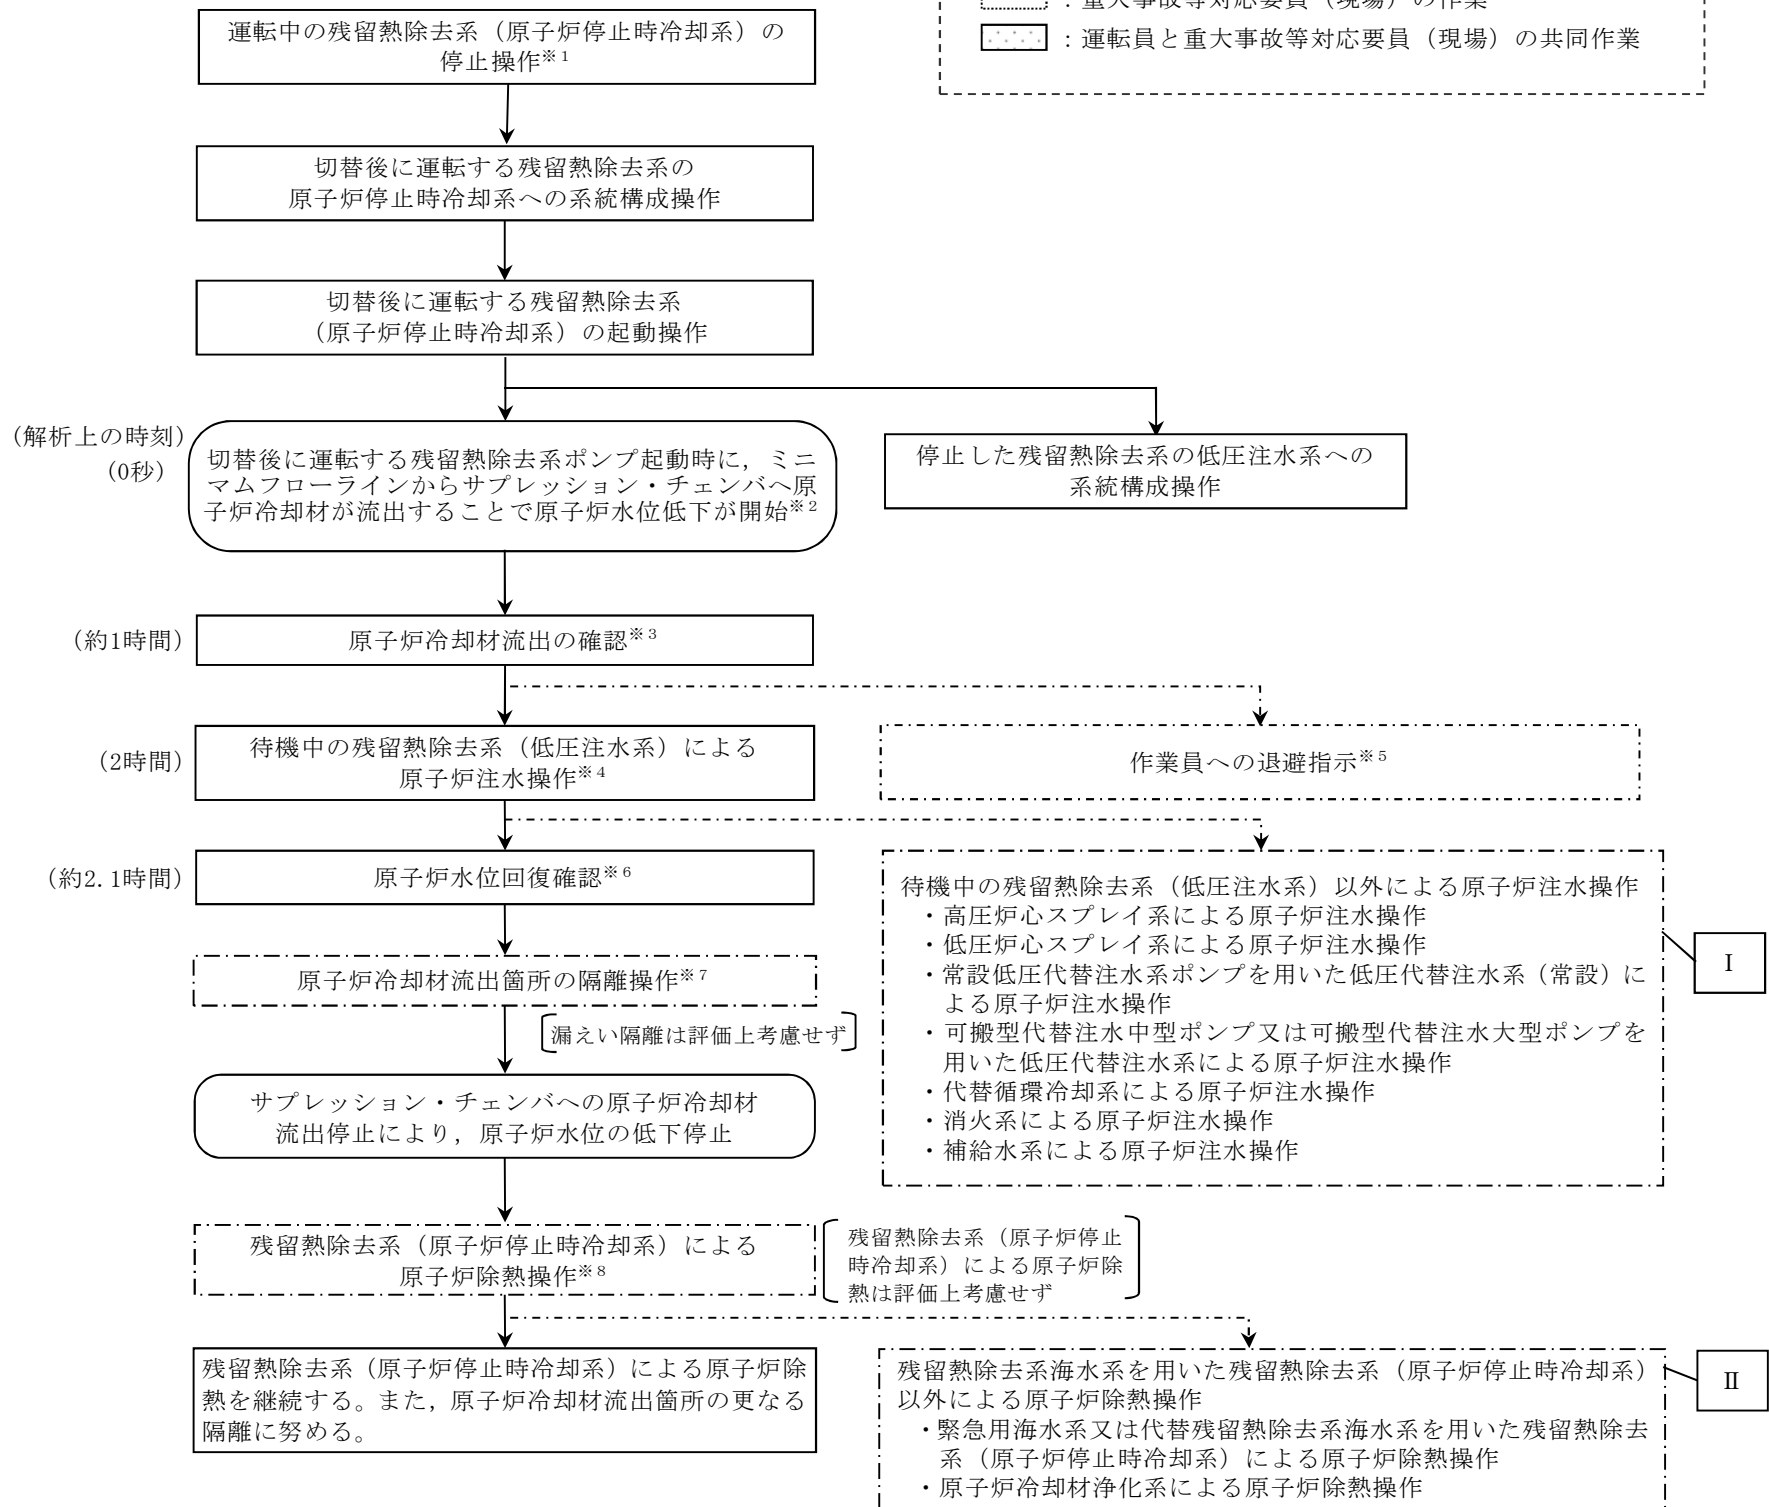 ：重大事故等対応要員（現場）の作業
：運転員と重大事故等対応要員（現場）の共同作業
運転中の残留熱除去系（原子炉停止時冷却系）の
停止操作※１
切替後に運転する残留熱除去系の
原子炉停止時冷却系への系統構成操作
切替後に運転する残留熱除去系
（原子炉停止時冷却系）の起動操作
（解析上の時刻）
（0秒）
切替後に運転する残留熱除去系ポンプ起動時に，ミニ
マムフローラインからサプレッション・チェンバへ原
子炉冷却材が流出することで原子炉水位低下が開始※２
停止した残留熱除去系の低圧注水系への
系統構成操作
（約1時間）
原子炉冷却材流出の確認※３
（2時間）
待機中の残留熱除去系（低圧注水系）による
原子炉注水操作※４
作業員への退避指示※５
（約2.1時間）
原子炉水位回復確認※６
待機中の残留熱除去系（低圧注水系）以外による原子炉注水操作
・高圧炉心スプレイ系による原子炉注水操作
・低圧炉心スプレイ系による原子炉注水操作
・常設低圧代替注水系ポンプを用いた低圧代替注水系（常設）に
よる原子炉注水操作
・可搬型代替注水中型ポンプ又は可搬型代替注水大型ポンプを
用いた低圧代替注水系による原子炉注水操作
・代替循環冷却系による原子炉注水操作
・消火系による原子炉注水操作
・補給水系による原子炉注水操作
Ⅰ
原子炉冷却材流出箇所の隔離操作※７
漏えい隔離は評価上考慮せず
サプレッション・チェンバへの原子炉冷却材
流出停止により，原子炉水位の低下停止
残留熱除去系（原子炉停止時冷却系）による
原子炉除熱操作※８
残留熱除去系（原子炉停止
時冷却系）による原子炉除
熱は評価上考慮せず
残留熱除去系（原子炉停止時冷却系）による原子炉除
熱を継続する。また，原子炉冷却材流出箇所の更なる
隔離に努める。
残留熱除去系海水系を用いた残留熱除去系（原子炉停止時冷却系）
以外による原子炉除熱操作
・緊急用海水系又は代替残留熱除去系海水系を用いた残留熱除去
系（原子炉停止時冷却系）による原子炉除熱操作
・原子炉冷却材浄化系による原子炉除熱操作
Ⅱ